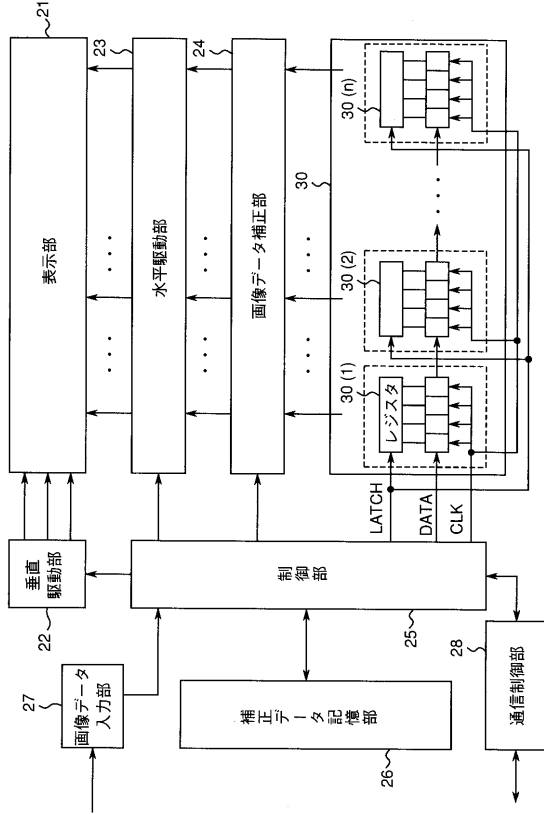 21
表示部
23
水平駆動部
24
画像データ補正部
30
30 (1)
30 (2)
30 (n)
レジスタ
LATCH
DATA
CLK
垂直
駆動部
22
制御部
25
27
画像データ
入力部
補正データ記憶部
26
28
通信制御部